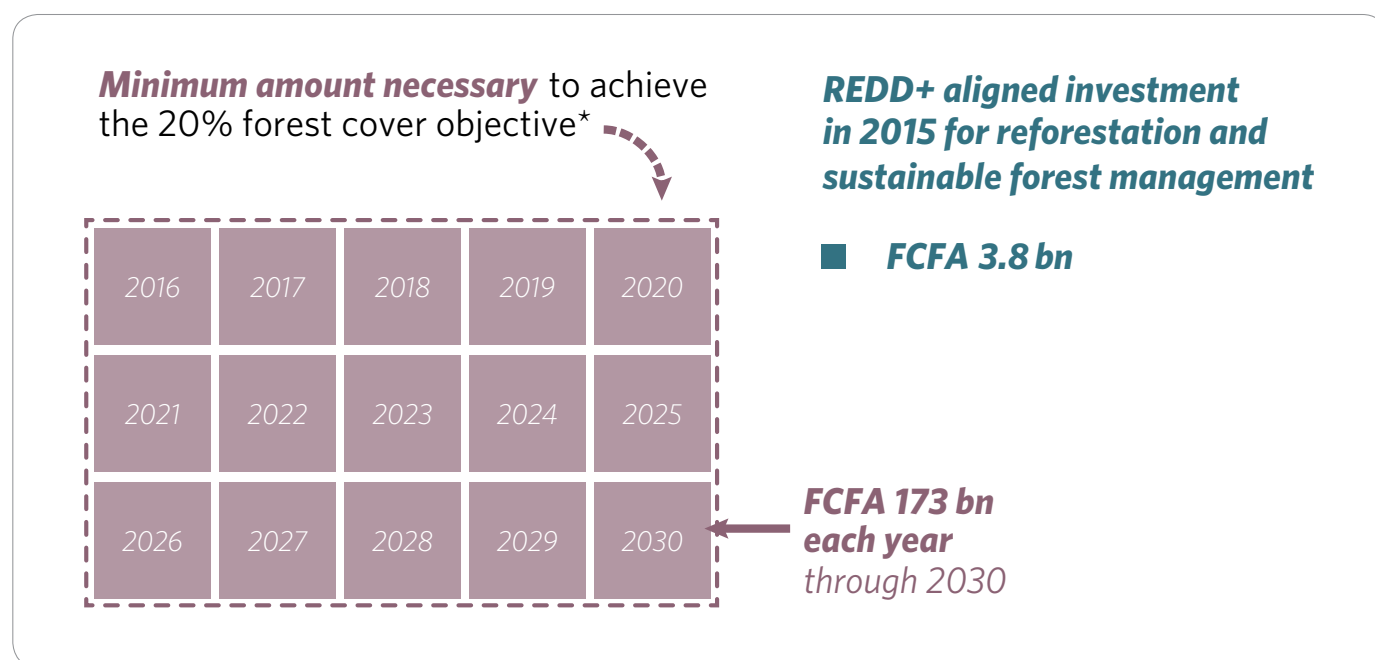 Minimum amount necessary to achieve
the 20% forest cover objective*
REDD+ aligned investment
in 2015 for reforestation and
sustainable forest management
FCFA 3.8 bn
2016 2017 2018 2019 2020
2021 2022 2023 2024 2025
2026 2027 2028 2029 2030
FCFA 173 bn
each year
through 2030